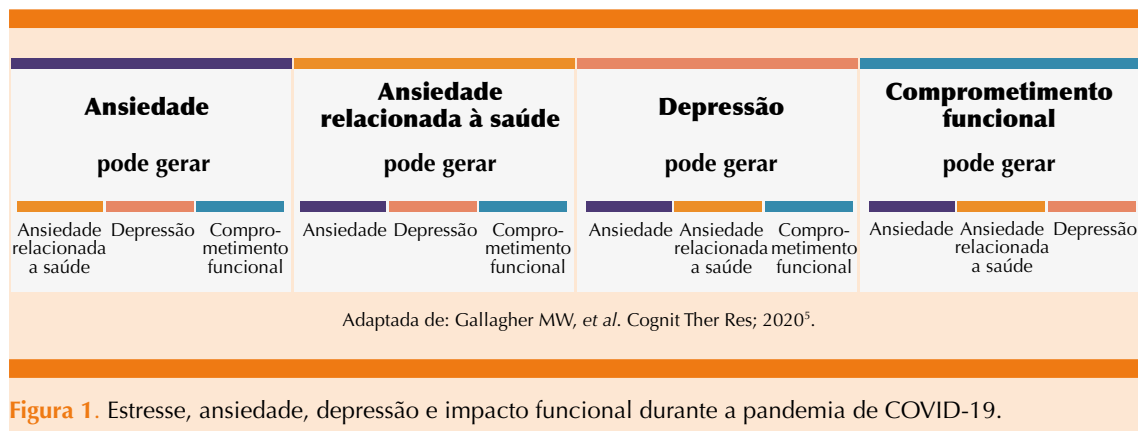 Ansiedade
pode gerar
Ansiedade
relacionada
a saúde
Depressão
Compro-
metimento
funcional
Ansiedade
relacionada à saúde
pode gerar
Ansiedade
Depressão
Compro-
metimento
funcional
Depressão
pode gerar
Ansiedade
Ansiedade
relacionada
a saúde
Compro-
metimento
funcional
Comprometimento
funcional
pode gerar
Ansiedade
Ansiedade
relacionada
a saúde
Depressão
Adaptada de: Gallagher MW, et al. Cognit Ther Res; 2020⁵.
Figura 1. Estresse, ansiedade, depressão e impacto funcional durante a pandemia de COVID-19.